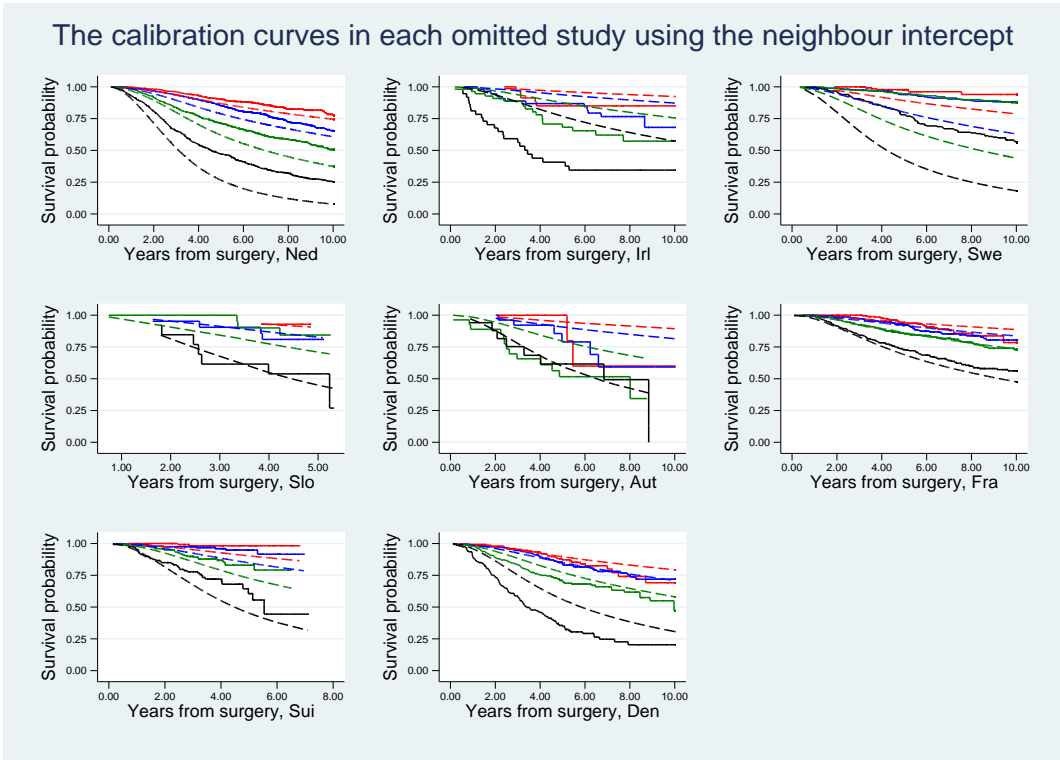 The calibration curves in each omitted study using the neighbour intercept
Survival probability
1.00
0.75
0.50
0.25
0.00
0.00 2.00 4.00 6.00 8.00 10.00
Years from surgery, Ned
Survival probability
1.00
0.75
0.50
0.25
0.00
0.00 2.00 4.00 6.00 8.00 10.00
Years from surgery, Irl
Survival probability
1.00
0.75
0.50
0.25
0.00
0.00 2.00 4.00 6.00 8.00 10.00
Years from surgery, Swe
Survival probability
1.00
0.75
0.50
0.25
0.00
1.00 2.00 3.00 4.00 5.00
Years from surgery, Slo
Survival probability
1.00
0.75
0.50
0.25
0.00
0.00 2.00 4.00 6.00 8.00 10.00
Years from surgery, Aut
Survival probability
1.00
0.75
0.50
0.25
0.00
0.00 2.00 4.00 6.00 8.00 10.00
Years from surgery, Fra
Survival probability
1.00
0.75
0.50
0.25
0.00
0.00 2.00 4.00 6.00 8.00
Years from surgery, Sui
Survival probability
1.00
0.75
0.50
0.25
0.00
0.00 2.00 4.00 6.00 8.00 10.00
Years from surgery, Den